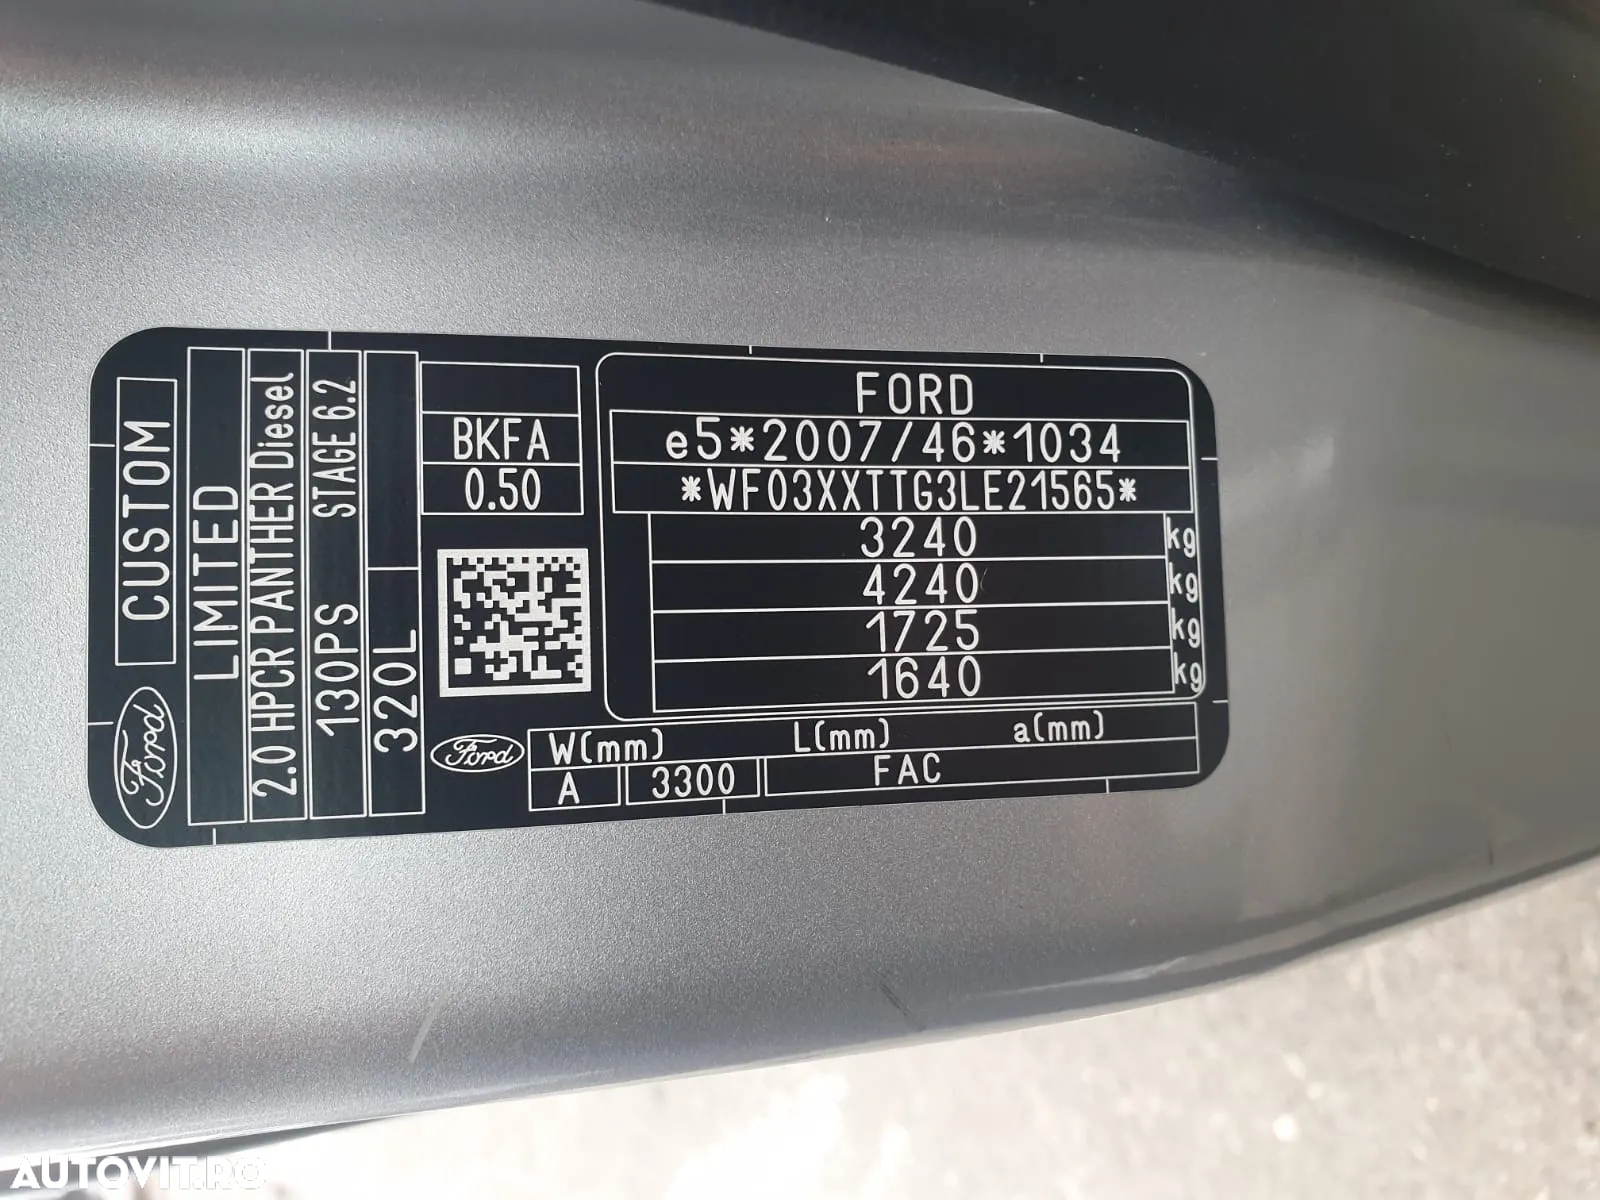 Ford
CUSTOM
LIMITED
2.0 HPCR PANTHER Diesel
130PS STAGE 6.2
320L
BKFA
0.50
FORD
e5*2007/46*1034
*WF03XXTTG3LE21565*
3240 kg
4240 kg
1725 kg
1640 kg
Ford
W(mm) L(mm) a(mm)
A 3300 FAC
AUTOVIT.RO